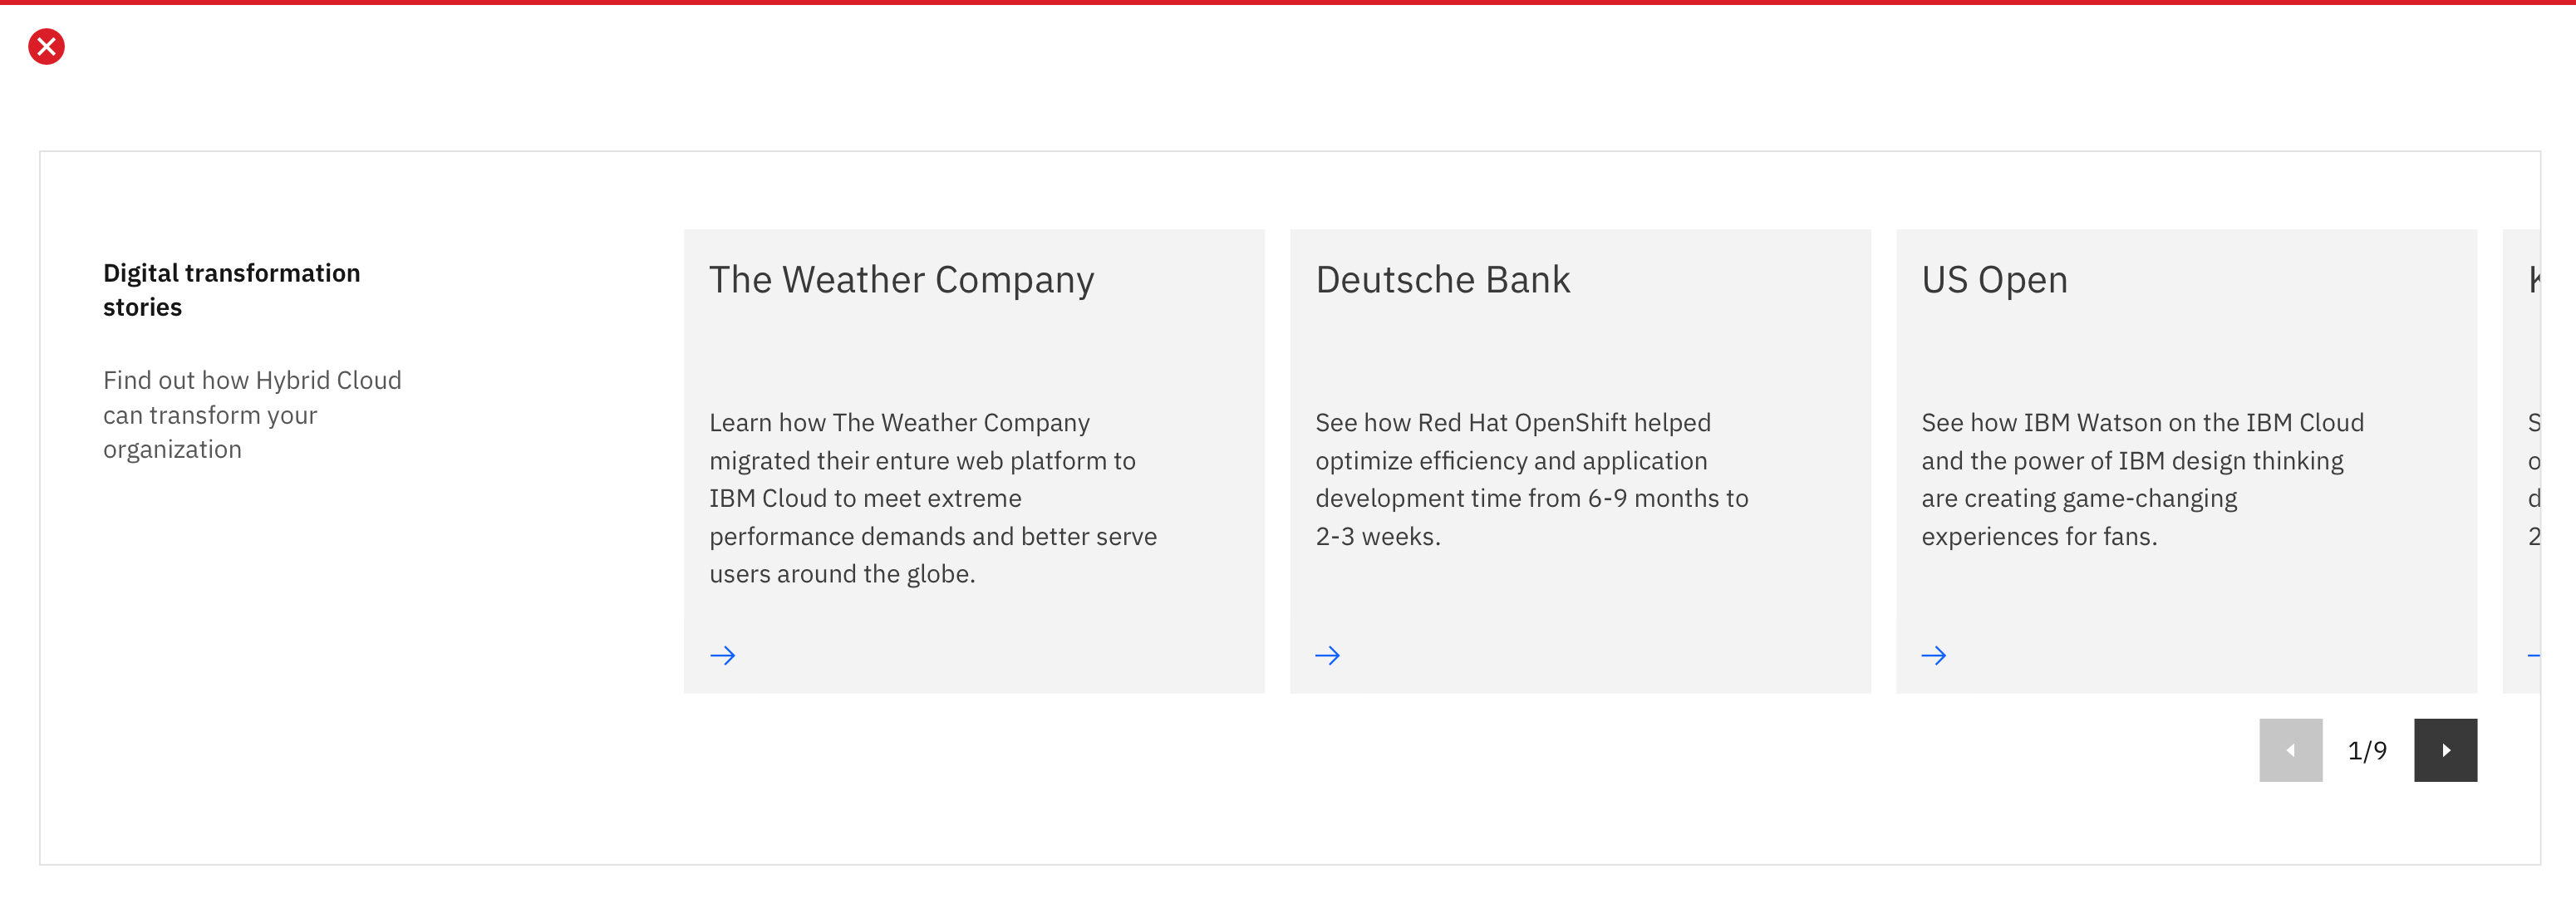 Digital transformation
stories
Find out how Hybrid Cloud
can transform your
organization
The Weather Company
Learn how The Weather Company
migrated their enture web platform to
IBM Cloud to meet extreme
performance demands and better serve
users around the globe.
Deutsche Bank
See how Red Hat OpenShift helped
optimize efficiency and application
development time from 6-9 months to
2-3 weeks.
US Open
See how IBM Watson on the IBM Cloud
and the power of IBM design thinking
are creating game-changing
experiences for fans.
1/9